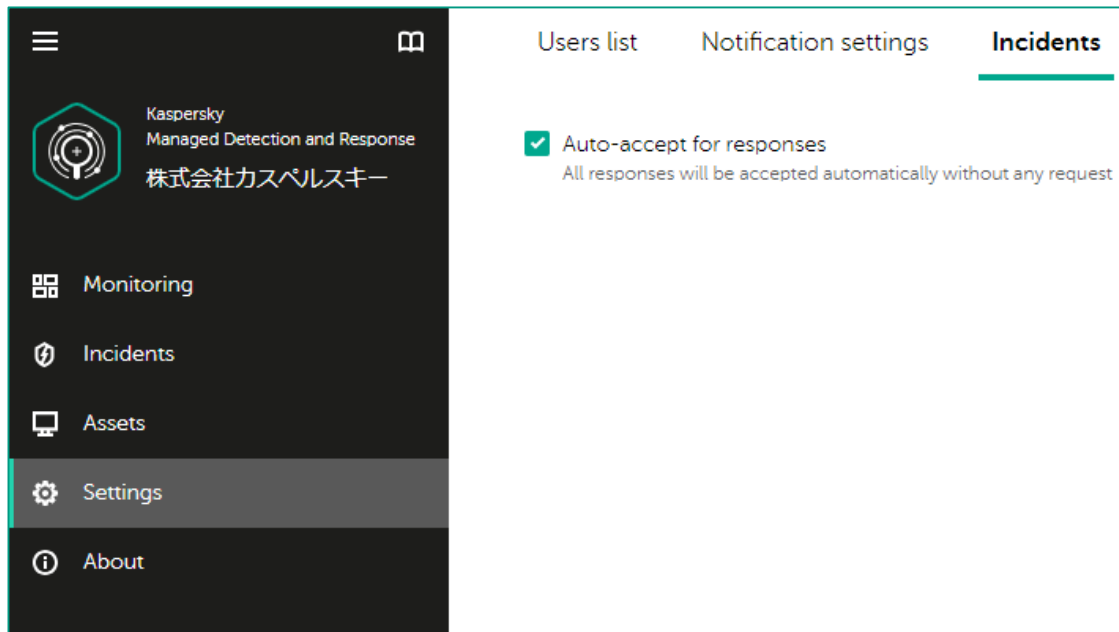 Kaspersky
Managed Detection and Response
株式会社カスペルスキー
Monitoring
Incidents
Assets
Settings
About
Users list
Notification settings
Incidents
Auto-accept for responses
All responses will be accepted automatically without any request